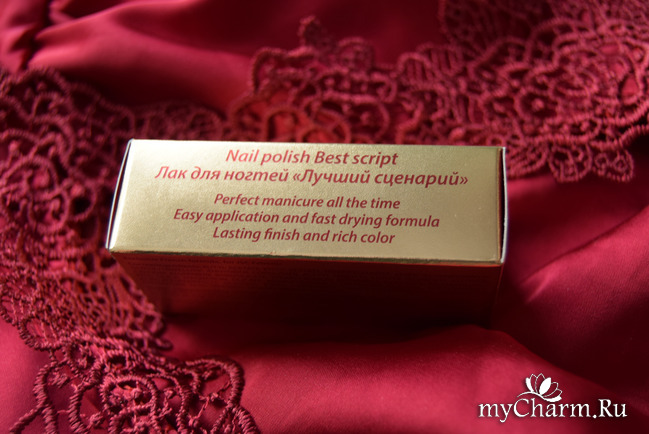 Nail polish Best script
Лак для ногтей «Лучший сценарий»
Perfect manicure all the time
Easy application and fast drying formula
Lasting finish and rich color
myCharm.Ru